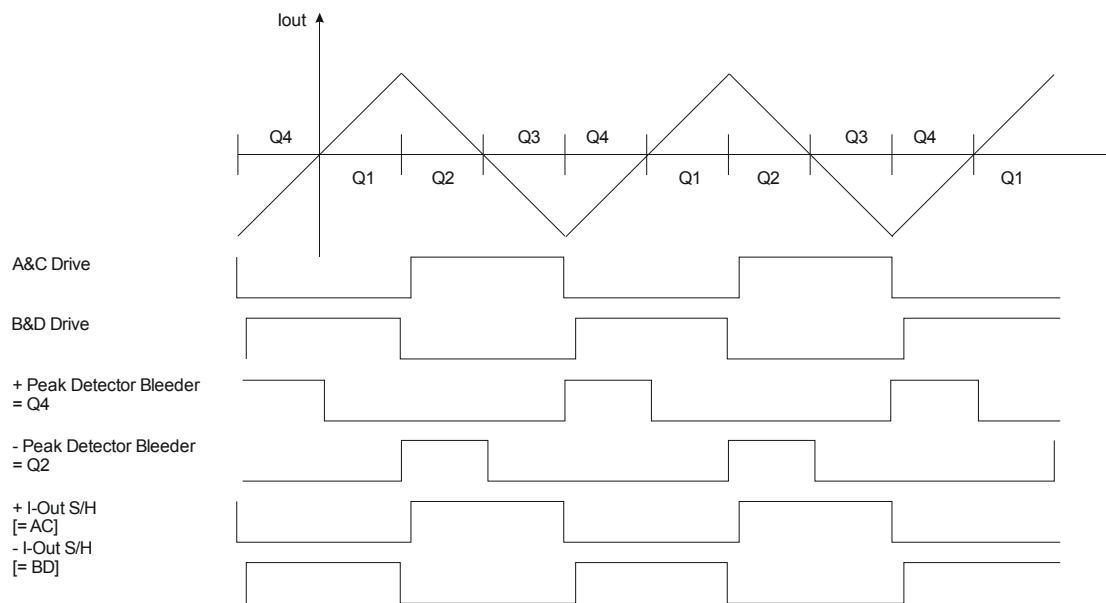 Iout
Q4
Q3
Q4
Q3
Q4
Q1
Q2
Q1
Q2
Q1
A&C Drive
B&D Drive
+ Peak Detector Bleeder
= Q4
- Peak Detector Bleeder
= Q2
+ I-Out S/H
[= AC]
- I-Out S/H
[= BD]